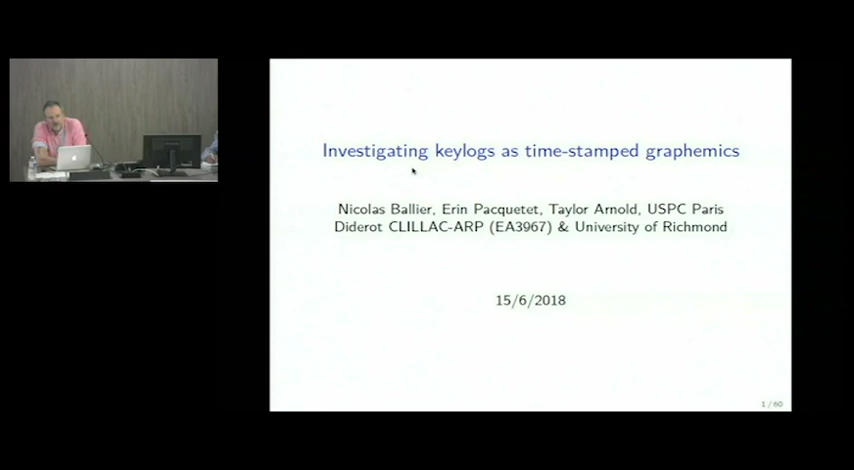 Investigating keylogs as time-stamped graphemics
Nicolas Ballier, Erin Pacquetet, Taylor Arnold, USPC Paris
Diderot CLILLAC-ARP (EA3967) & University of Richmond
15/6/2018
1 / 60